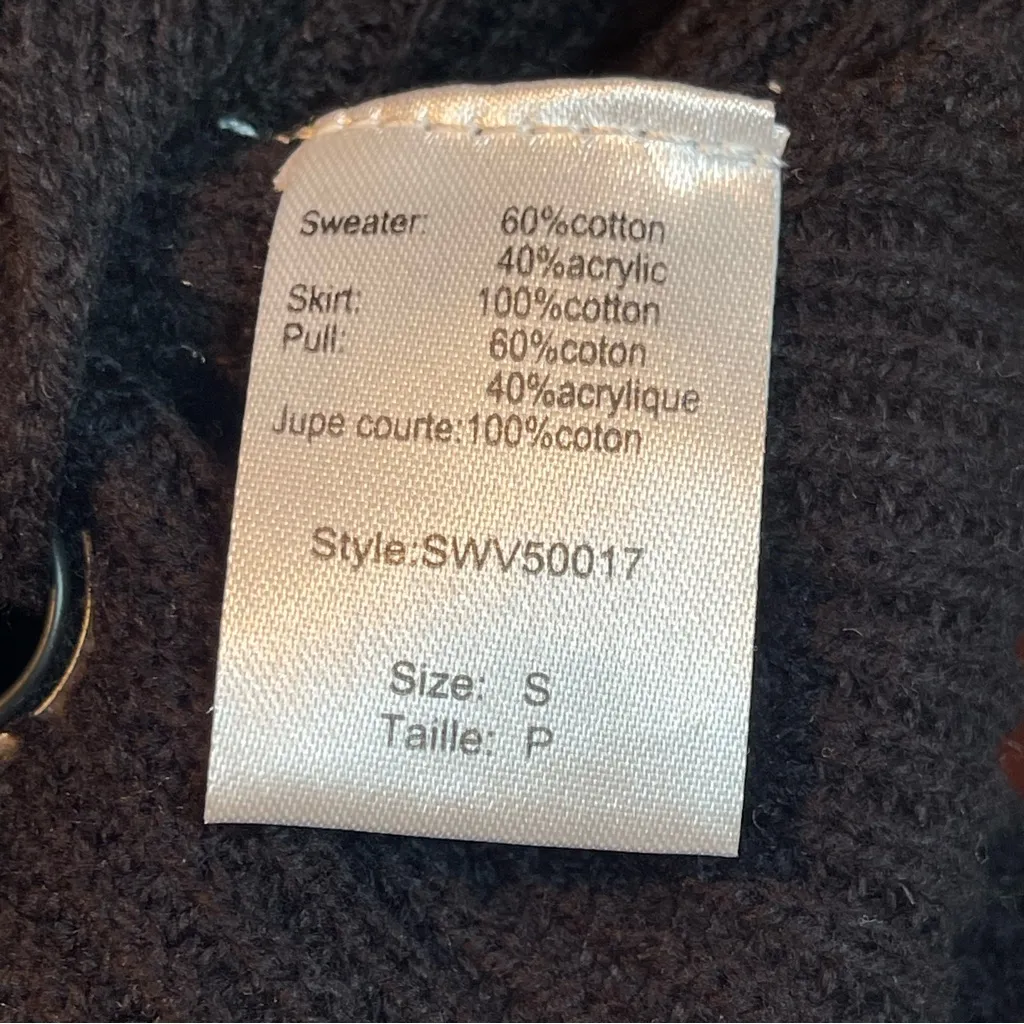 Sweater: 60%cotton
40%acrylic
Skirt: 100%cotton
Pull: 60%coton
40%acrylique
Jupe courte:100%coton
Style:SWV50017
Size: S
Taille: P